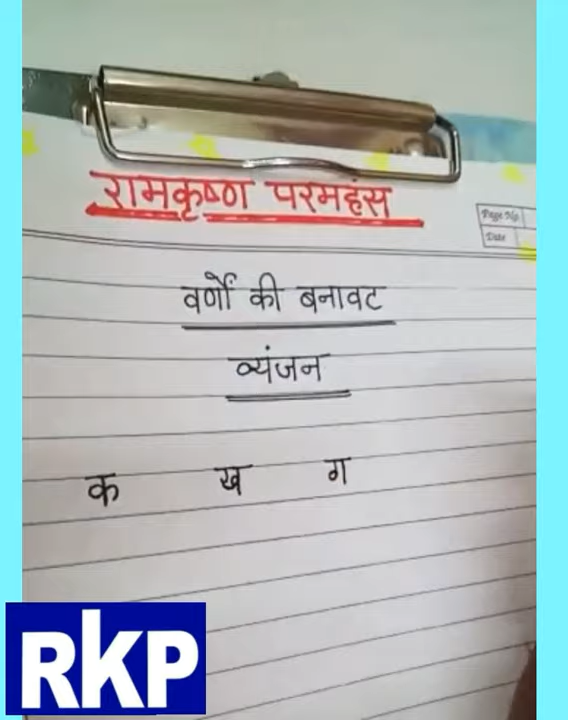 रामकृष्ण परमहंस
Page No
Date
वर्णों की बनावट
व्यंजन
क ख ग
RKP